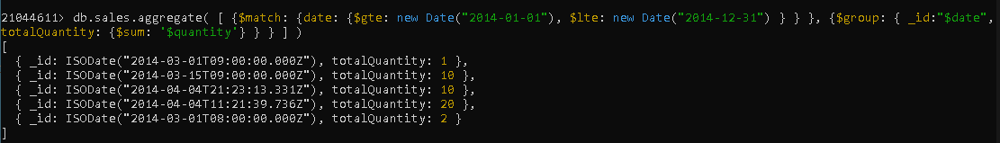 21044611> db.sales.aggregate( [ {$match: {date: {$gte: new Date("2014-01-01"), $lte: new Date("2014-12-31") } } }, {$group: { _id:"$date",
totalQuantity: {$sum: '$quantity'} } } ] )
[
  { _id: ISODate("2014-03-01T09:00:00.000Z"), totalQuantity: 1 },
  { _id: ISODate("2014-03-15T09:00:00.000Z"), totalQuantity: 10 },
  { _id: ISODate("2014-04-04T21:23:13.331Z"), totalQuantity: 10 },
  { _id: ISODate("2014-04-04T11:21:39.736Z"), totalQuantity: 20 },
  { _id: ISODate("2014-03-01T08:00:00.000Z"), totalQuantity: 2 }
]